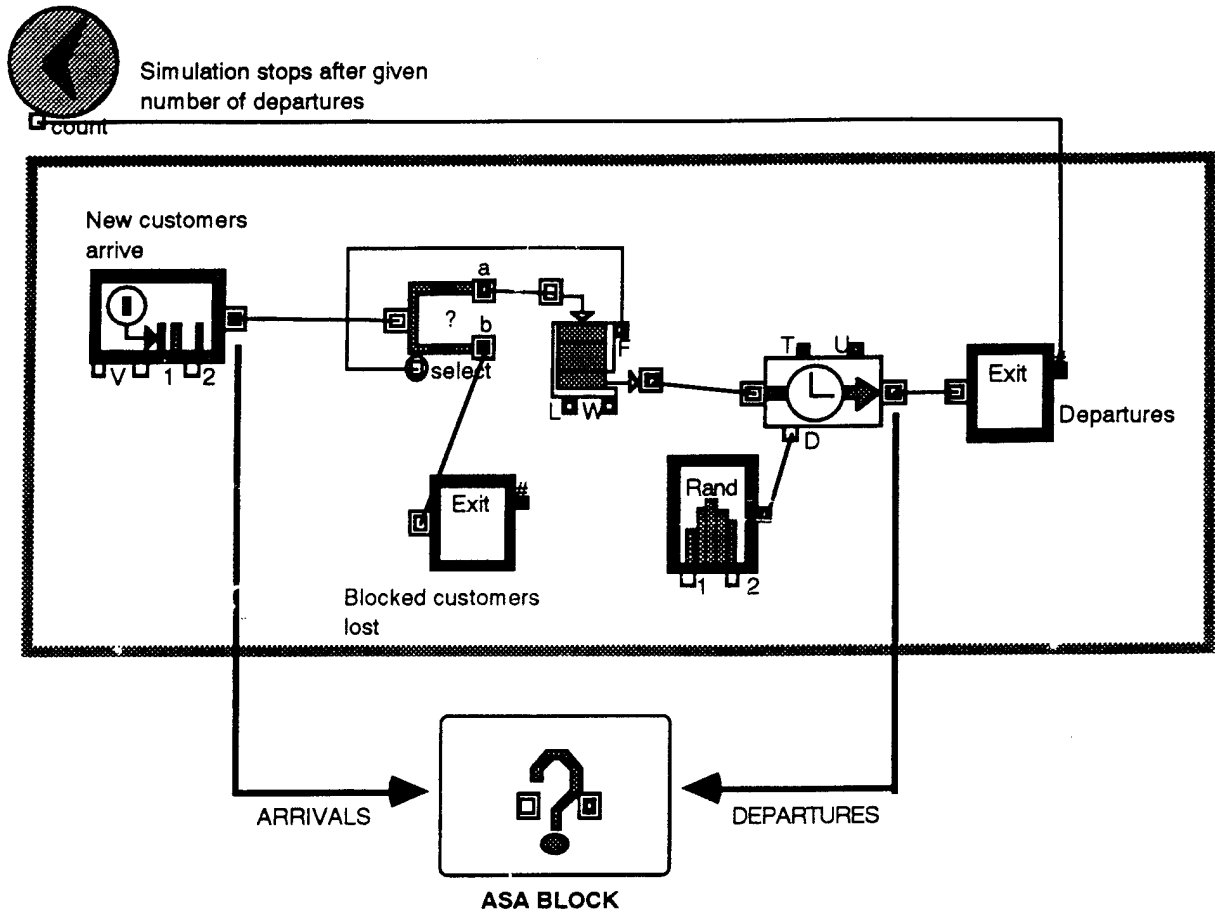 Simulation stops after given
number of departures
count
New customers
arrive
V 1 2
a
?
b
select
F
L W
T U
D
Exit
#
Departures
Rand
1 2
Exit
#
Blocked customers
lost
ARRIVALS
DEPARTURES
ASA BLOCK